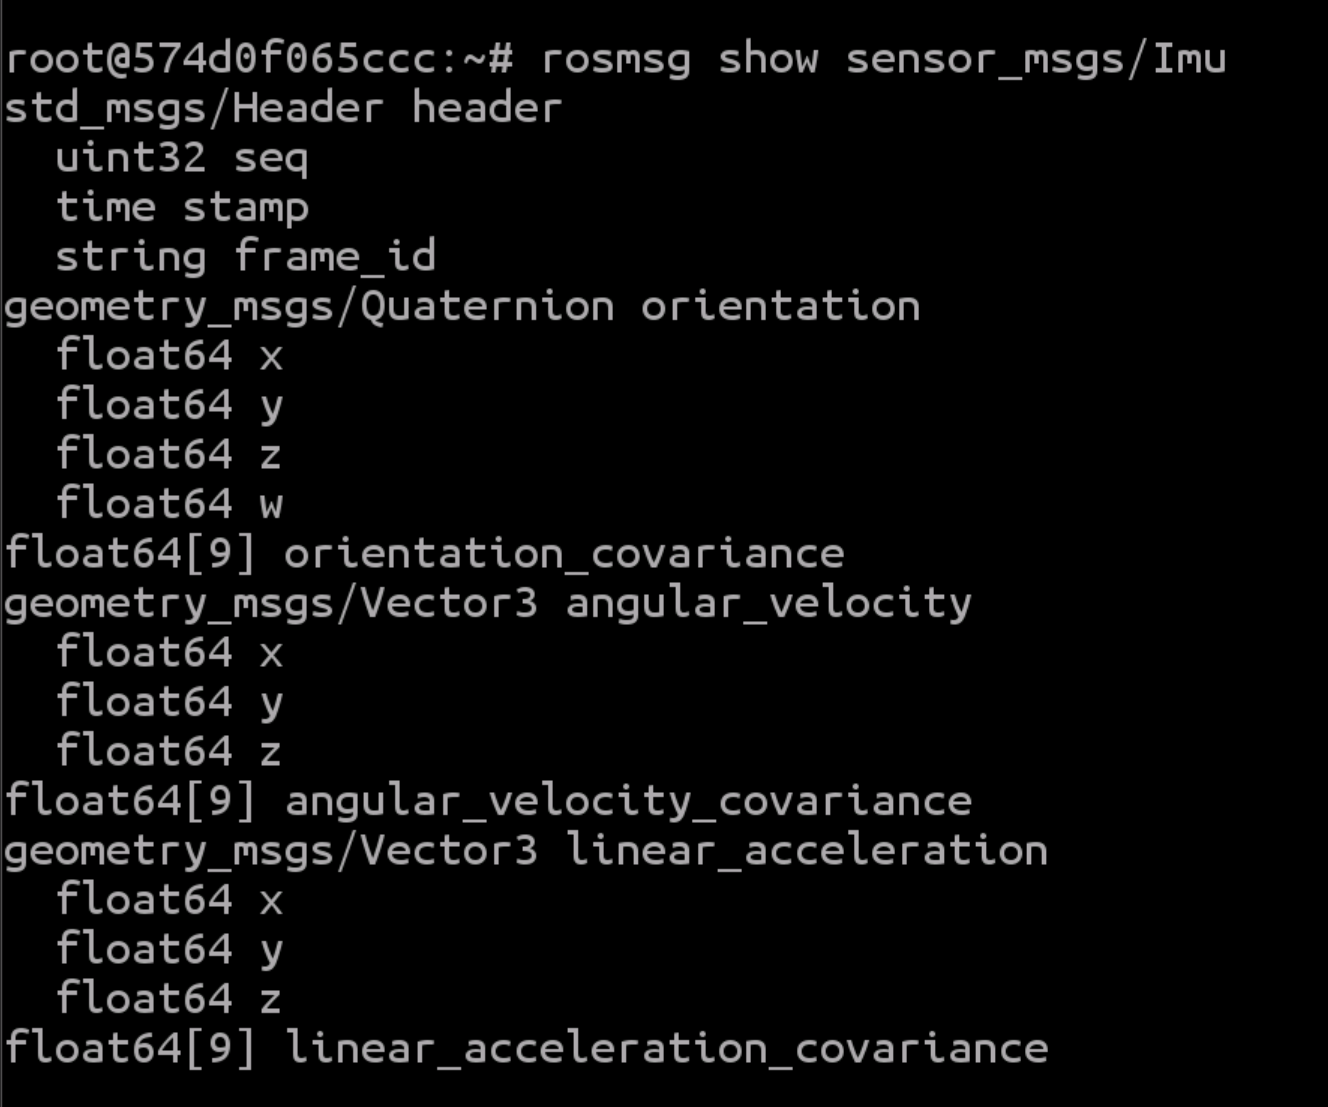 root@574d0f065ccc:~# rosmsg show sensor_msgs/Imu
std_msgs/Header header
  uint32 seq
  time stamp
  string frame_id
geometry_msgs/Quaternion orientation
  float64 x
  float64 y
  float64 z
  float64 w
float64[9] orientation_covariance
geometry_msgs/Vector3 angular_velocity
  float64 x
  float64 y
  float64 z
float64[9] angular_velocity_covariance
geometry_msgs/Vector3 linear_acceleration
  float64 x
  float64 y
  float64 z
float64[9] linear_acceleration_covariance